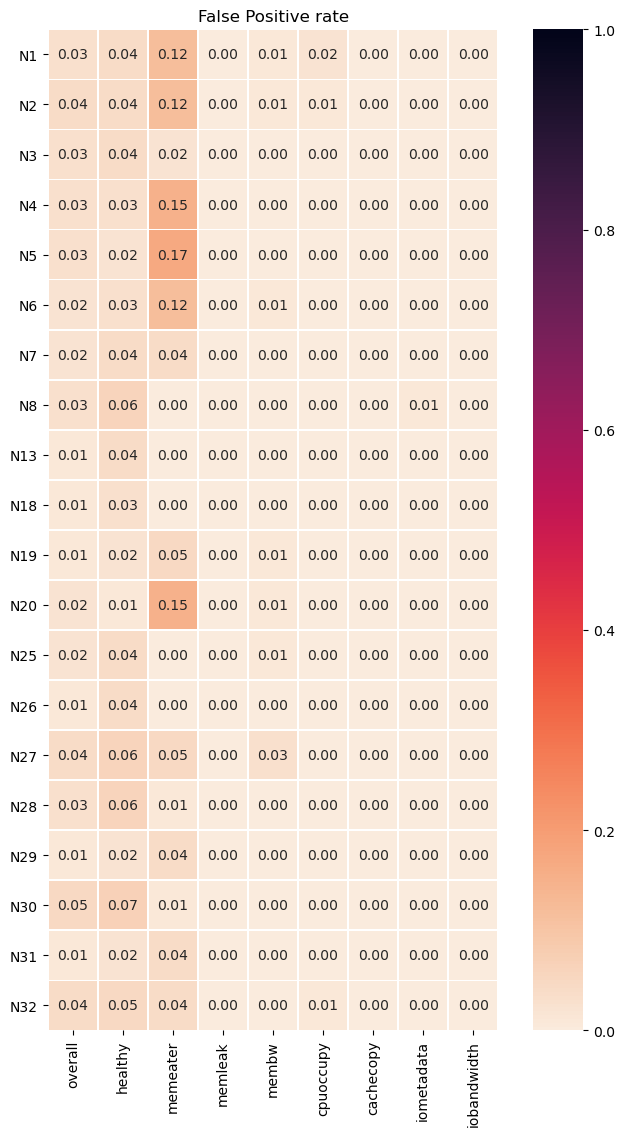 False Positive rate
N1 0.03 0.04 0.12 0.00 0.01 0.02 0.00 0.00 0.00
N2 0.04 0.04 0.12 0.00 0.01 0.01 0.00 0.00 0.00
N3 0.03 0.04 0.02 0.00 0.00 0.00 0.00 0.00 0.00
N4 0.03 0.03 0.15 0.00 0.00 0.00 0.00 0.00 0.00
N5 0.03 0.02 0.17 0.00 0.00 0.00 0.00 0.00 0.00
N6 0.02 0.03 0.12 0.00 0.01 0.00 0.00 0.00 0.00
N7 0.02 0.04 0.04 0.00 0.00 0.00 0.00 0.00 0.00
N8 0.03 0.06 0.00 0.00 0.00 0.00 0.00 0.01 0.00
N13 0.01 0.04 0.00 0.00 0.00 0.00 0.00 0.00 0.00
N18 0.01 0.03 0.00 0.00 0.00 0.00 0.00 0.00 0.00
N19 0.01 0.02 0.05 0.00 0.01 0.00 0.00 0.00 0.00
N20 0.02 0.01 0.15 0.00 0.01 0.00 0.00 0.00 0.00
N25 0.02 0.04 0.00 0.00 0.01 0.00 0.00 0.00 0.00
N26 0.01 0.04 0.00 0.00 0.00 0.00 0.00 0.00 0.00
N27 0.04 0.06 0.05 0.00 0.03 0.00 0.00 0.00 0.00
N28 0.03 0.06 0.01 0.00 0.00 0.00 0.00 0.00 0.00
N29 0.01 0.02 0.04 0.00 0.00 0.00 0.00 0.00 0.00
N30 0.05 0.07 0.01 0.00 0.00 0.00 0.00 0.00 0.00
N31 0.01 0.02 0.04 0.00 0.00 0.00 0.00 0.00 0.00
N32 0.04 0.05 0.04 0.00 0.00 0.01 0.00 0.00 0.00
overall
healthy
memeater
memleak
membw
cpuoccupy
cachecopy
iometadata
iobandwidth
1.0
0.8
0.6
0.4
0.2
0.0